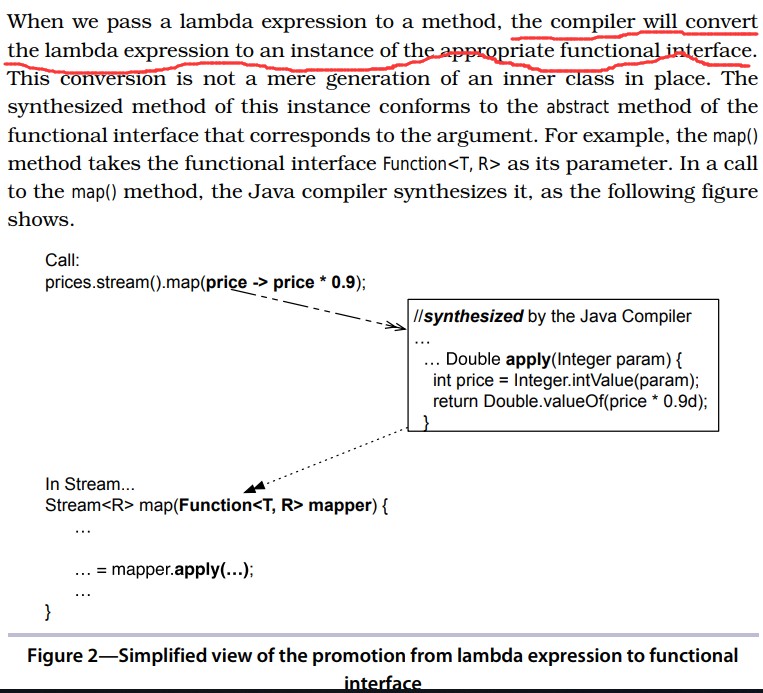 When we pass a lambda expression to a method, the compiler will convert
the lambda expression to an instance of the appropriate functional interface.
This conversion is not a mere generation of an inner class in place. The
synthesized method of this instance conforms to the abstract method of the
functional interface that corresponds to the argument. For example, the map()
method takes the functional interface Function<T, R> as its parameter. In a call
to the map() method, the Java compiler synthesizes it, as the following figure
shows.
Call:
prices.stream().map(price -> price * 0.9);
//synthesized by the Java Compiler
...
... Double apply(Integer param) {
int price = Integer.intValue(param);
return Double.valueOf(price * 0.9d);
}
In Stream...
Stream<R> map(Function<T, R> mapper) {
...
... = mapper.apply(...);
...
}
Figure 2—Simplified view of the promotion from lambda expression to functional
interface